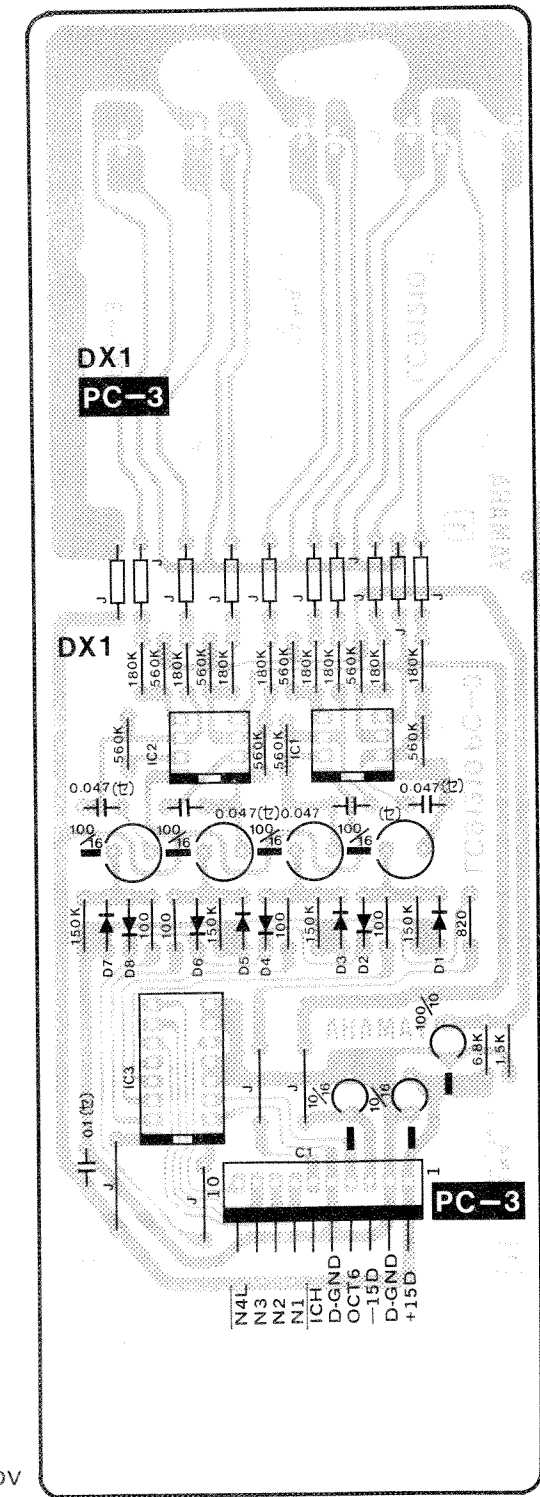 DX1
PC-3
J J J J J J J
J
DX1
180K 560K 180K 560K 180K 180K 560K 180K 180K 560K 180K 180K
560K IC2 560K 560K IC1 560K
0.047(セ) 0.047(セ) 0.047 (セ) 0.047(セ)
100/16 100/16 100/16 100/16
150K D7 D8 100 100 D6 150K D5 D4 100 150K D3 D2 100 150K D1 820
IC3
100/10
6.8K 1.5K
J J
10/16 10/16
0.1(セ)
J J
C1
10 1
PC-3
N4L
N3
N2
N1
ICH
D-GND
OCT6
-15D
D-GND
+15D
OV